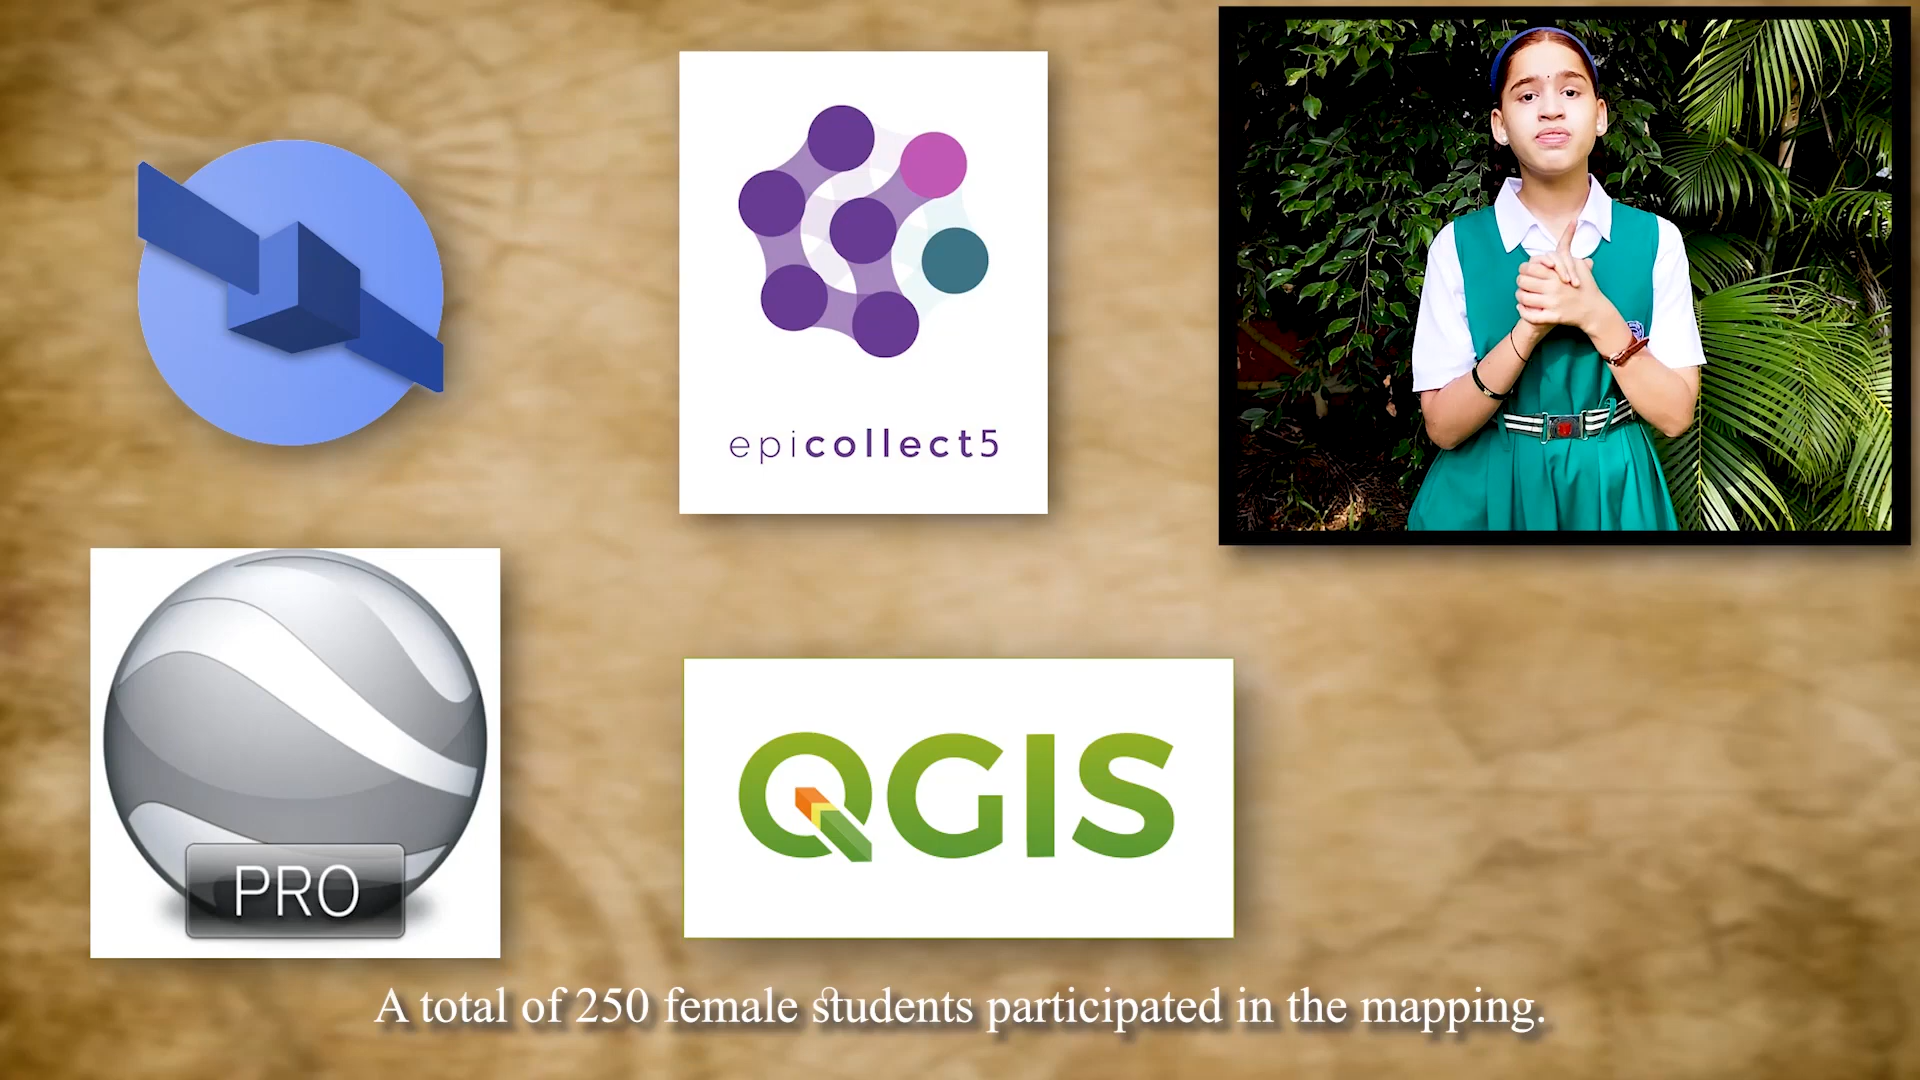 epicollect5
PRO
QGIS
A total of 250 female students participated in the mapping.